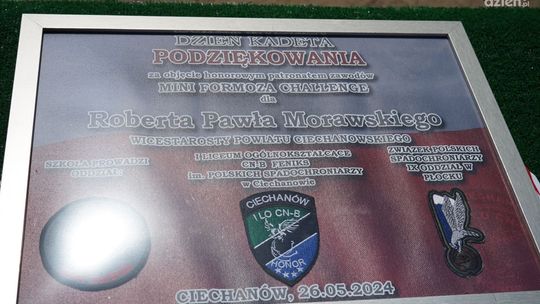 dzien.pl
DZIEŃ KADETA
PODZIĘKOWANIA
za objęcie honorowym patronatem zawodów
MINI FORMOZA CHALLENGE
dla
Roberta Pawła Morawskiego
WICESTAROSTY POWIATU CIECHANOWSKIEGO
SZKOŁA PROWADZI
ODDZIAŁ:
I LICEUM OGÓLNOKSZTAŁCĄCE
CN-B FENIKS
im. POLSKICH SPADOCHRONIARZY
w Ciechanowie
ZWIĄZEK POLSKICH
SPADOCHRONIARZY
IX ODDZIAŁ W
PŁOCKU
CIECHANÓW
I LO CN-B
HONOR
CIECHANÓW, 26.05.2024